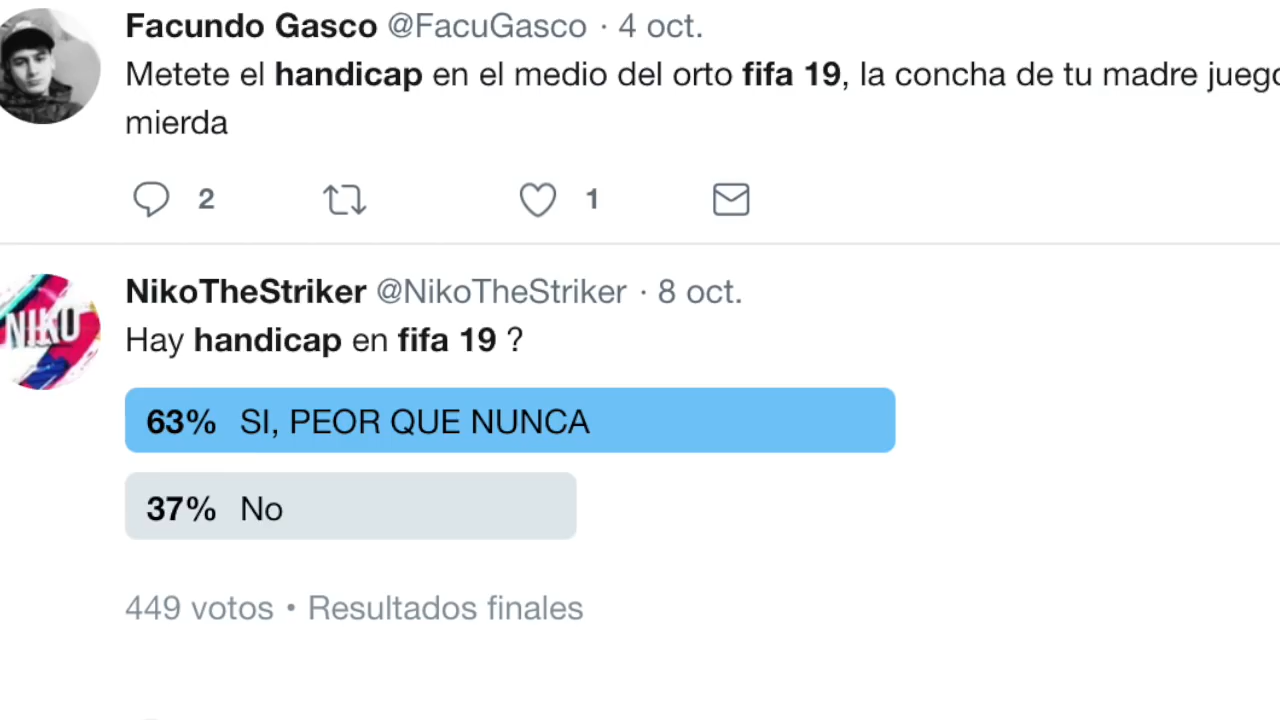 Facundo Gasco @FacuGasco · 4 oct.
Metete el handicap en el medio del orto fifa 19, la concha de tu madre juego
mierda
2 1
NikoTheStriker @NikoTheStriker · 8 oct.
NIKO
Hay handicap en fifa 19 ?
63% SI, PEOR QUE NUNCA
37% No
449 votos • Resultados finales